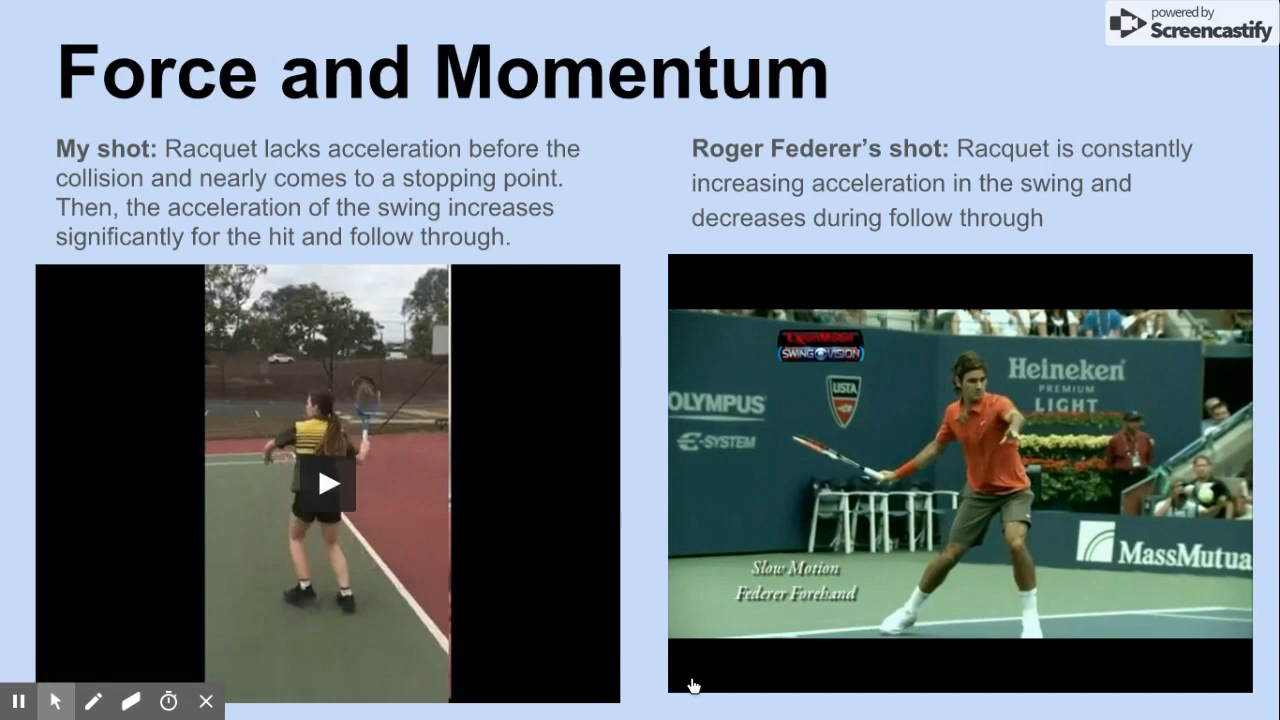 powered by
Screencastify
Force and Momentum
My shot: Racquet lacks acceleration before the
collision and nearly comes to a stopping point.
Then, the acceleration of the swing increases
significantly for the hit and follow through.
Roger Federer's shot: Racquet is constantly
increasing acceleration in the swing and
decreases during follow through
ExxonMobil
SWING VISION
USTA
OLYMPUS
E-SYSTEM
Heineken
PREMIUM
LIGHT
MassMutua
Slow Motion
Federer Forehand